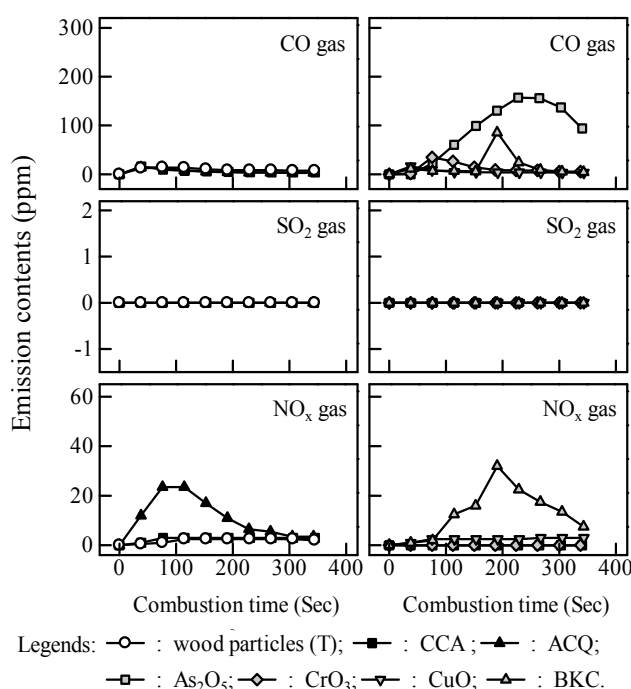 300
200
100
0
CO gas
CO gas
2
1
0
-1
SO₂ gas
SO₂ gas
60
40
20
0
NOₓ gas
NOₓ gas
Emission contents (ppm)
0 100 200 300 400
0 100 200 300 400
Combustion time (Sec)
Combustion time (Sec)
Legends: : wood particles (T); : CCA ; : ACQ;
: As₂O₅; : CrO₃; : CuO; : BKC.